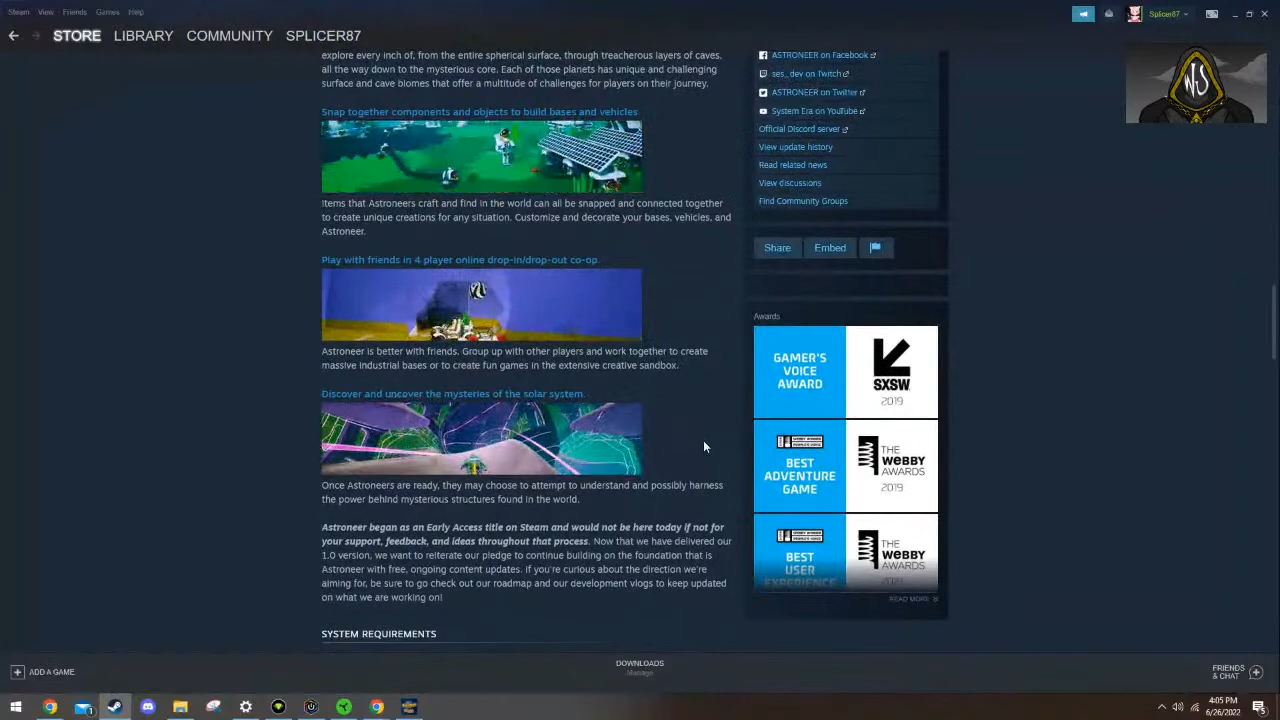 Steam View Friends Games Help
Splicer87
STORE LIBRARY COMMUNITY SPLICER87
WS
explore every inch of, from the entire spherical surface, through treacherous layers of caves,
all the way down to the mysterious core. Each of those planets has unique and challenging
surface and cave biomes that offer a multitude of challenges for players on their journey.
Snap together components and objects to build bases and vehicles
Items that Astroneers craft and find in the world can all be snapped and connected together
to create unique creations for any situation. Customize and decorate your bases, vehicles, and
Astroneer.
Play with friends in 4 player online drop-in/drop-out co-op.
Astroneer is better with friends. Group up with other players and work together to create
massive industrial bases or to create fun games in the extensive creative sandbox.
Discover and uncover the mysteries of the solar system.
Once Astroneers are ready, they may choose to attempt to understand and possibly harness
the power behind mysterious structures found in the world.
Astroneer began as an Early Access title on Steam and would not be here today if not for
your support, feedback, and ideas throughout that process. Now that we have delivered our
1.0 version, we want to reiterate our pledge to continue building on the foundation that is
Astroneer with free, ongoing content updates. If you're curious about the direction we're
aiming for, be sure to go check out our roadmap and our development vlogs to keep updated
on what we are working on!
SYSTEM REQUIREMENTS
ASTRONEER on Facebook
ses_dev on Twitch
ASTRONEER on Twitter
System Era on YouTube
Official Discord server
View update history
Read related news
View discussions
Find Community Groups
Share Embed
Awards
GAMER'S
VOICE
AWARD
SXSW
2019
BEST
ADVENTURE
GAME
THE
WEBBY
AWARDS
2019
BEST
USER
EXPERIENCE
THE
WEBBY
AWARDS
READ MORE
ADD A GAME
DOWNLOADS
Manage
FRIENDS
& CHAT
4:05 PM
6/26/2022